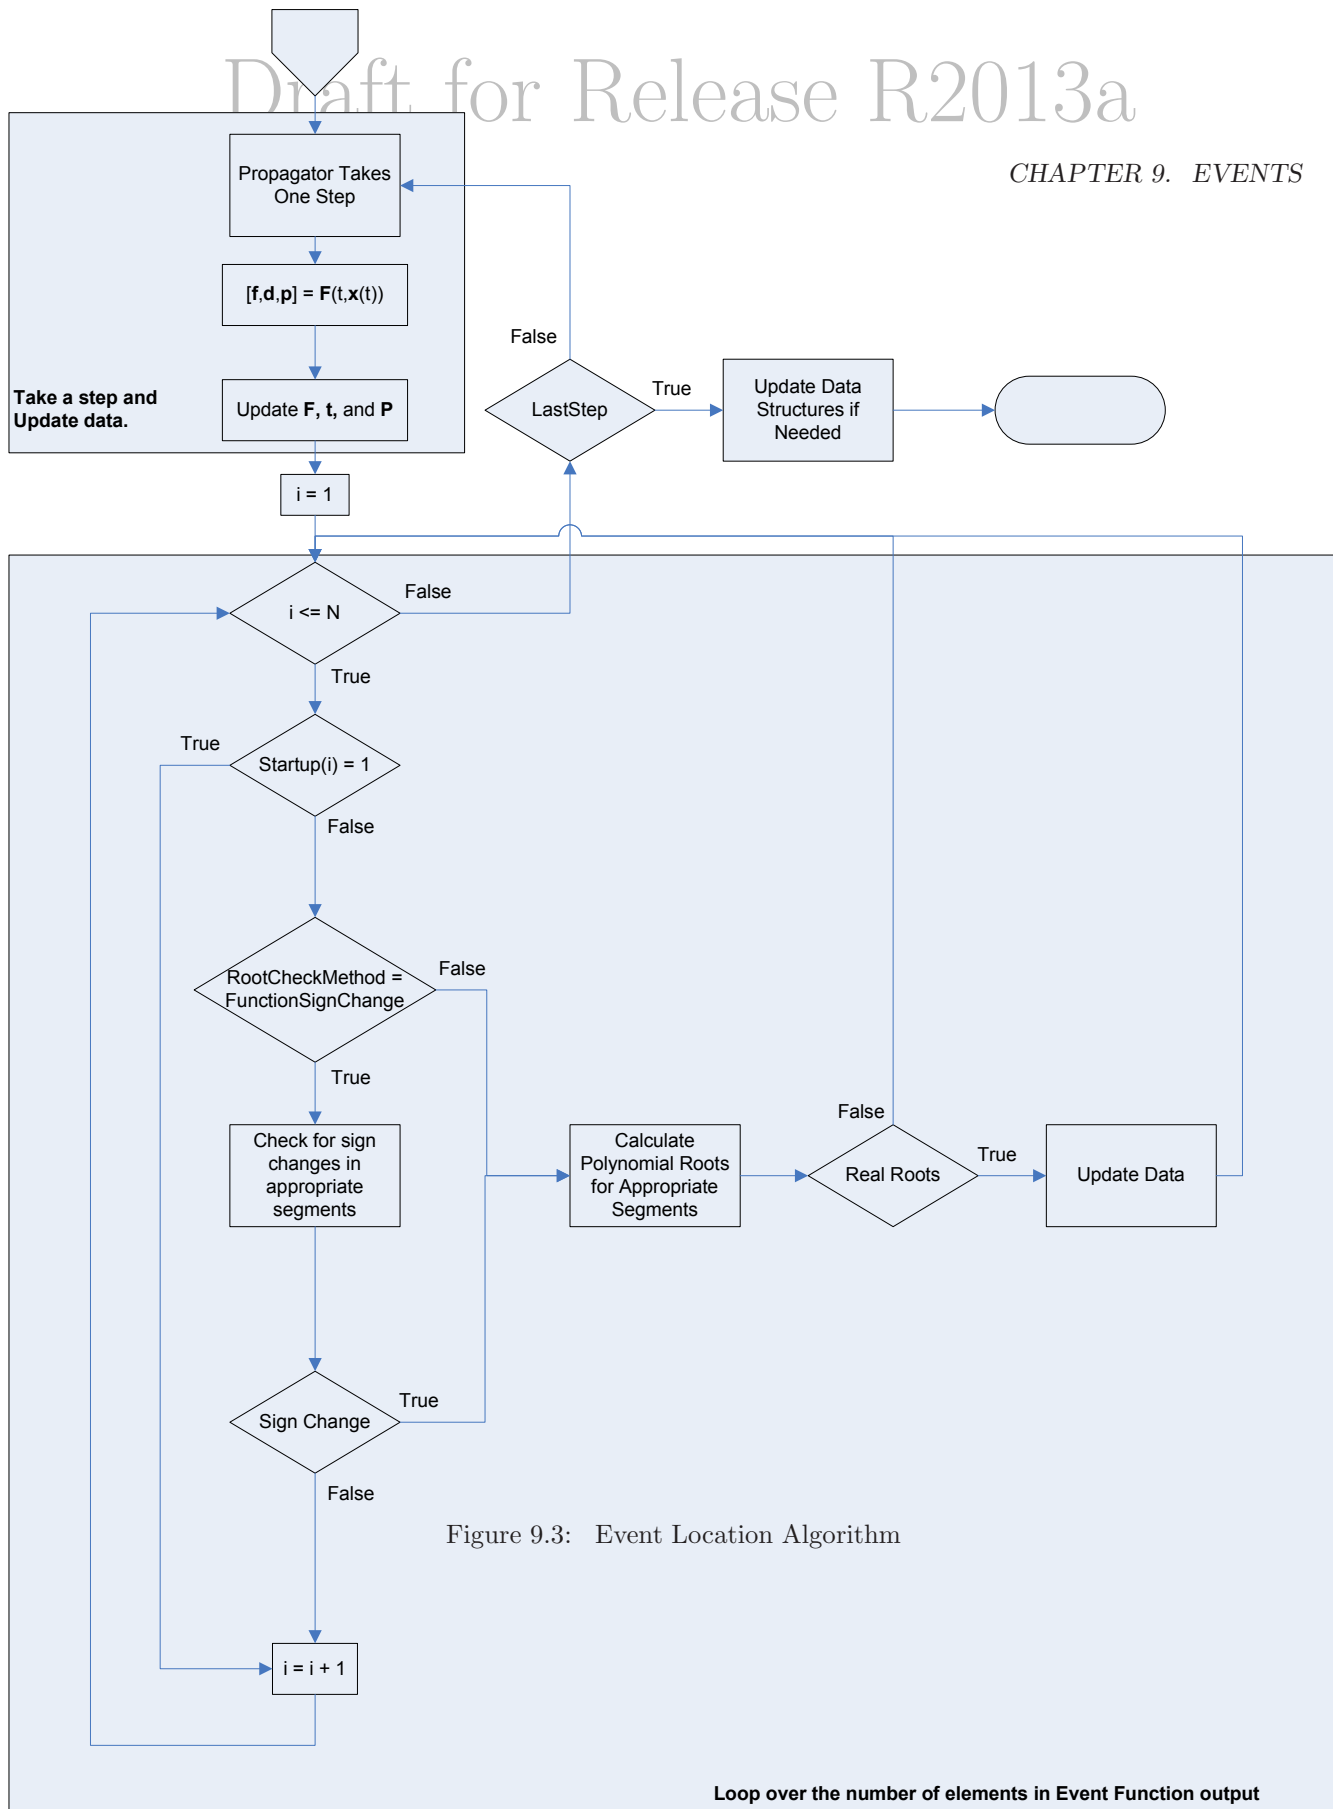 Draft for Release R2013a
CHAPTER 9. EVENTS
Propagator Takes
One Step
[f,d,p] = F(t,x(t))
Update F, t, and P
Take a step and
Update data.
i = 1
False
LastStep
True
Update Data
Structures if
Needed
i <= N
False
True
Startup(i) = 1
True
False
RootCheckMethod =
FunctionSignChange
False
True
Check for sign
changes in
appropriate
segments
Calculate
Polynomial Roots
for Appropriate
Segments
False
Real Roots
True
Update Data
Sign Change
True
False
Figure 9.3: Event Location Algorithm
i = i + 1
Loop over the number of elements in Event Function output